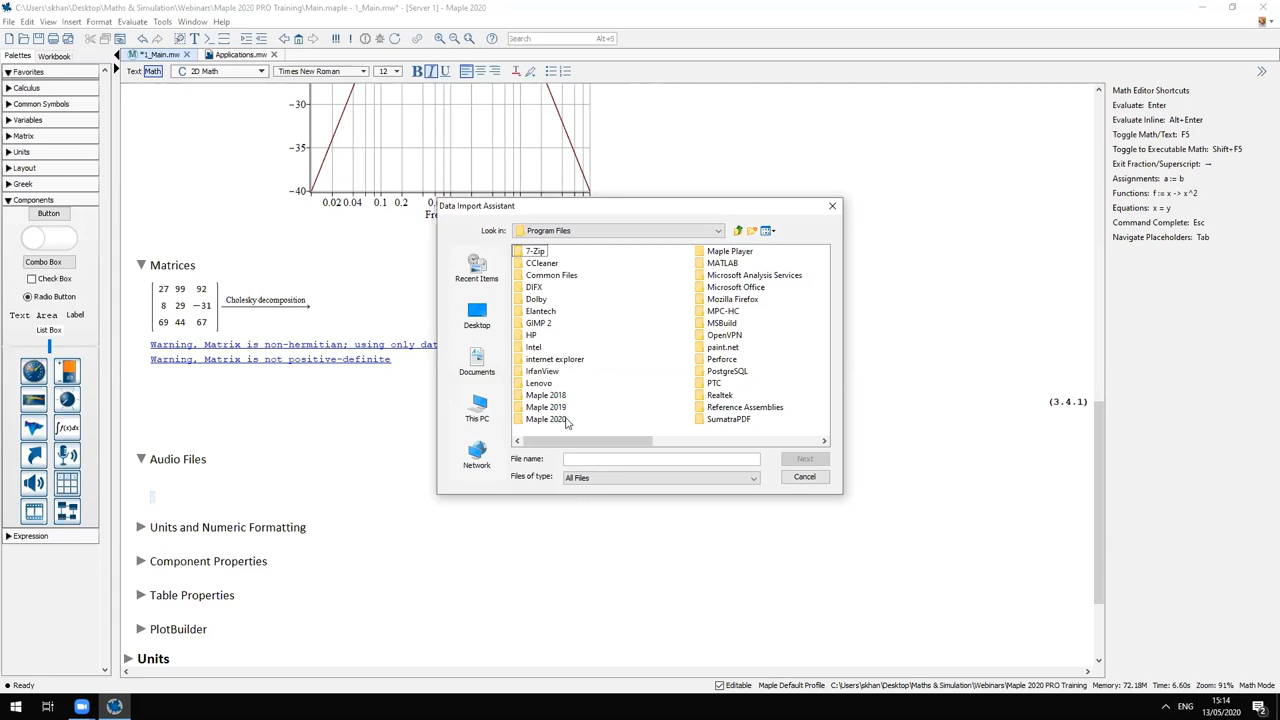 C:\Users\skhan\Desktop\Maths & Simulation\Webinars\Maple 2020 PRO Training\Main.maple - 1_Main.mw* - [Server 1] - Maple 2020
File Edit View Insert Format Evaluate Tools Window Help
Search Alt+S
Palettes Workbook
*1_Main.mw Applications.mw
Text Math 2D Math Times New Roman 12 B I U
Favorites
Calculus
Common Symbols
Variables
Matrix
Units
Layout
Greek
Components
Button
Combo Box
Check Box
Radio Button
Text Area Label
List Box
Expression
-30
-35
-40
0.02 0.04 0.1 0.2
Fre
Matrices
27 99 92
8 29 -31
69 44 67
Cholesky decomposition
Warning, Matrix is non-hermitian; using only dat
Warning, Matrix is not positive-definite
(3.4.1)
Audio Files
Units and Numeric Formatting
Component Properties
Table Properties
PlotBuilder
Units
Data Import Assistant
Look in: Program Files
Recent Items
Desktop
Documents
This PC
Network
7-Zip
CCleaner
Common Files
DIFX
Dolby
Elantech
GIMP 2
HP
Intel
internet explorer
IrfanView
Lenovo
Maple 2018
Maple 2019
Maple 2020
Maple Player
MATLAB
Microsoft Analysis Services
Microsoft Office
Mozilla Firefox
MPC-HC
MSBuild
OpenVPN
paint.net
Perforce
PostgreSQL
PTC
Realtek
Reference Assemblies
SumatraPDF
File name: Next
Files of type: All Files Cancel
Math Editor Shortcuts
Evaluate: Enter
Evaluate Inline: Alt+Enter
Toggle Math/Text: F5
Toggle to Executable Math: Shift+F5
Exit Fraction/Superscript: →
Assignments: a := b
Functions: f := x -> x^2
Equations: x = y
Command Complete: Esc
Navigate Placeholders: Tab
Ready
Editable Maple Default Profile C:\Users\skhan\Desktop\Maths & Simulation\Webinars\Maple 2020 PRO Training Memory: 72.18M Time: 6.60s Zoom: 91% Math Mode
ENG
15:14
13/05/2020
2